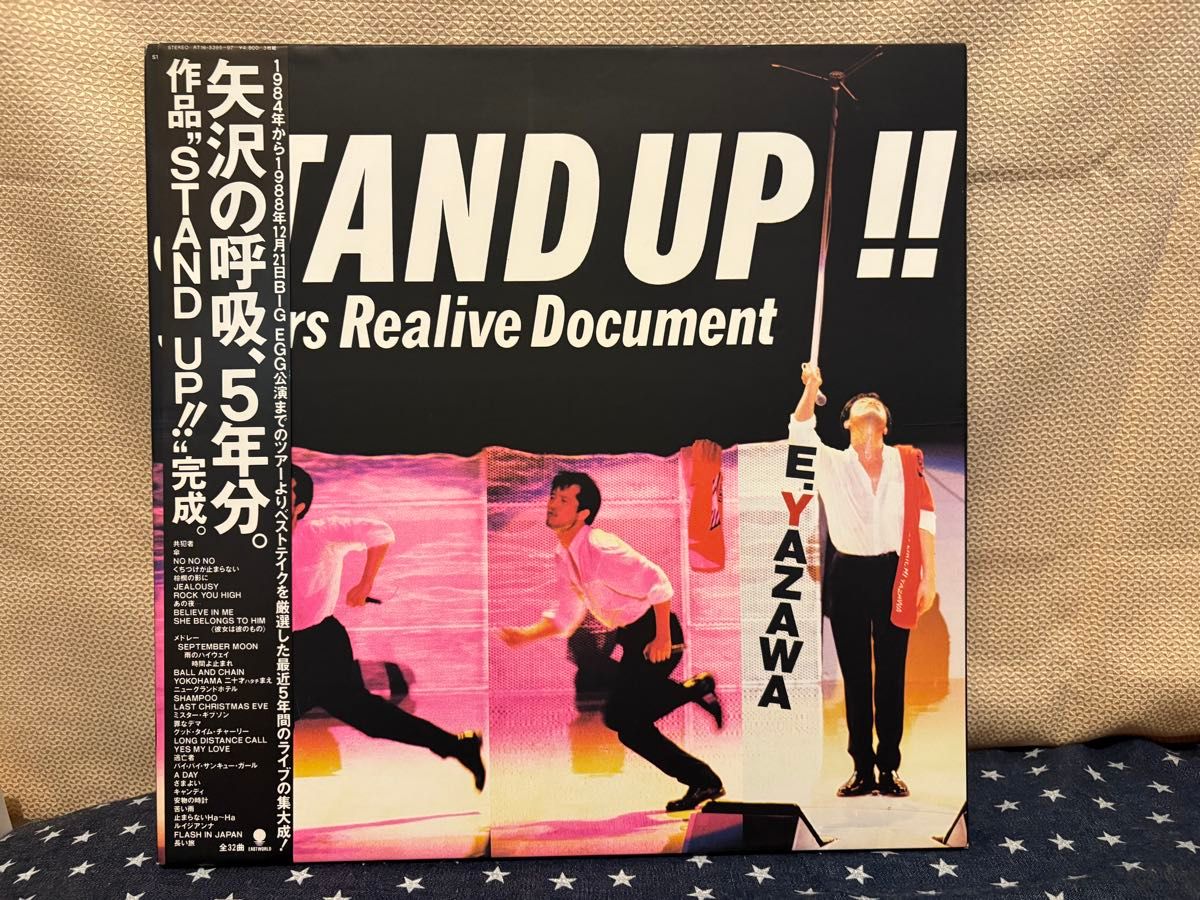 S1
STEREO RT16-5395〜97 ¥4,800 3枚組
1984年から1988年12月21日BIG EGG公演までのツアーよりベストテイクを厳選した最近5年間のライブの集大成!
矢沢の呼吸、5年分。
作品"STAND UP!!"完成。
共犯者
傘
NO NO NO
くちづけが止まらない
棕櫚の影に
JEALOUSY
ROCK YOU HIGH
あの夜…
BELIEVE IN ME
SHE BELONGS TO HIM
(彼女は彼のもの)
メドレー
SEPTEMBER MOON
雨のハイウェイ
時間よ止まれ
BALL AND CHAIN
YOKOHAMA 二十才ハタチまえ
ニューグランドホテル
SHAMPOO
LAST CHRISTMAS EVE
ミスター・ギブソン
罪なテマ
グッド・タイム・チャーリー
LONG DISTANCE CALL
YES MY LOVE
逃亡者
バイ・バイ・サンキュー・ガール
A DAY
さまよい
キャンディ
安物の時計
苦い雨
止まらないHa〜Ha
ルイジアンナ
FLASH IN JAPAN
長い旅
全32曲
EASTWORLD
TAND UP !!
rs Realive Document
E.YAZAWA